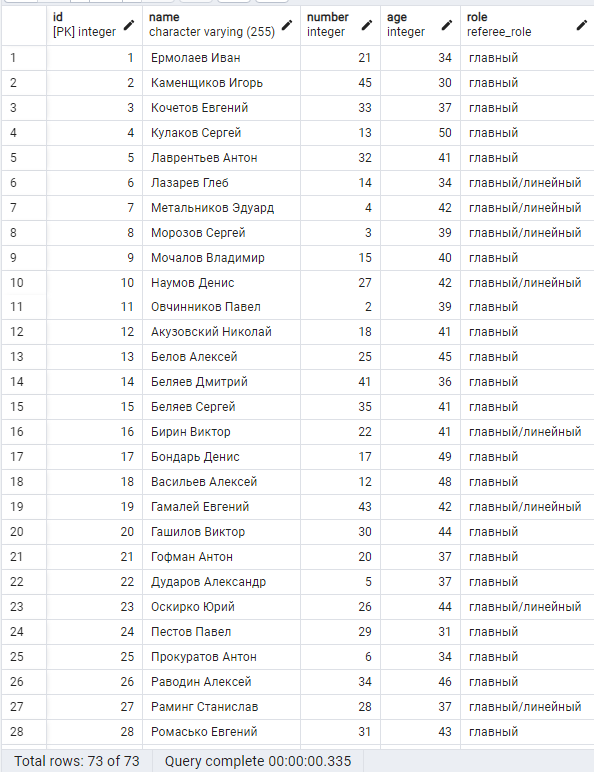 id name number age role
[PK] integer character varying (255) integer integer referee_role
1 1 Ермолаев Иван 21 34 главный
2 2 Каменщиков Игорь 45 30 главный
3 3 Кочетов Евгений 33 37 главный
4 4 Кулаков Сергей 13 50 главный
5 5 Лаврентьев Антон 32 41 главный
6 6 Лазарев Глеб 14 34 главный/линейный
7 7 Метальников Эдуард 4 42 главный/линейный
8 8 Морозов Сергей 3 39 главный/линейный
9 9 Мочалов Владимир 15 40 главный
10 10 Наумов Денис 27 42 главный/линейный
11 11 Овчинников Павел 2 39 главный
12 12 Акузовский Николай 18 41 главный
13 13 Белов Алексей 25 45 главный
14 14 Беляев Дмитрий 41 36 главный
15 15 Беляев Сергей 35 41 главный
16 16 Бирин Виктор 22 41 главный/линейный
17 17 Бондарь Денис 17 49 главный
18 18 Васильев Алексей 12 48 главный
19 19 Гамалей Евгений 43 42 главный/линейный
20 20 Гашилов Виктор 30 44 главный
21 21 Гофман Антон 20 37 главный
22 22 Дударов Александр 5 37 главный
23 23 Оскирко Юрий 26 44 главный/линейный
24 24 Пестов Павел 29 31 главный
25 25 Прокуратов Антон 6 34 главный
26 26 Раводин Алексей 34 46 главный
27 27 Раминг Станислав 28 37 главный/линейный
28 28 Ромасько Евгений 31 43 главный
Total rows: 73 of 73 Query complete 00:00:00.335